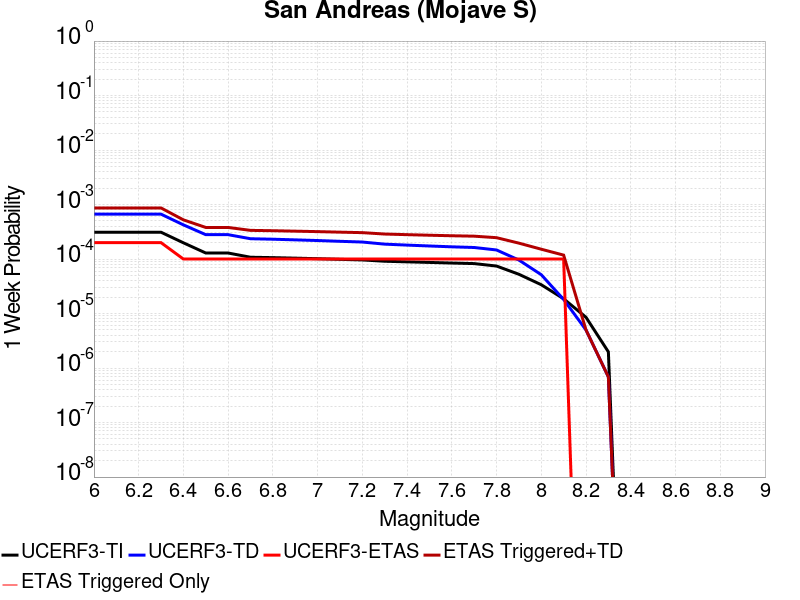 San Andreas (Mojave S)
10 0
10 -1
10 -2
10 -3
10 -4
10 -5
10 -6
10 -7
10 -8
1 Week Probability
6 6.2 6.4 6.6 6.8 7 7.2 7.4 7.6 7.8 8 8.2 8.4 8.6 8.8 9
Magnitude
UCERF3-TI UCERF3-TD UCERF3-ETAS ETAS Triggered+TD
ETAS Triggered Only